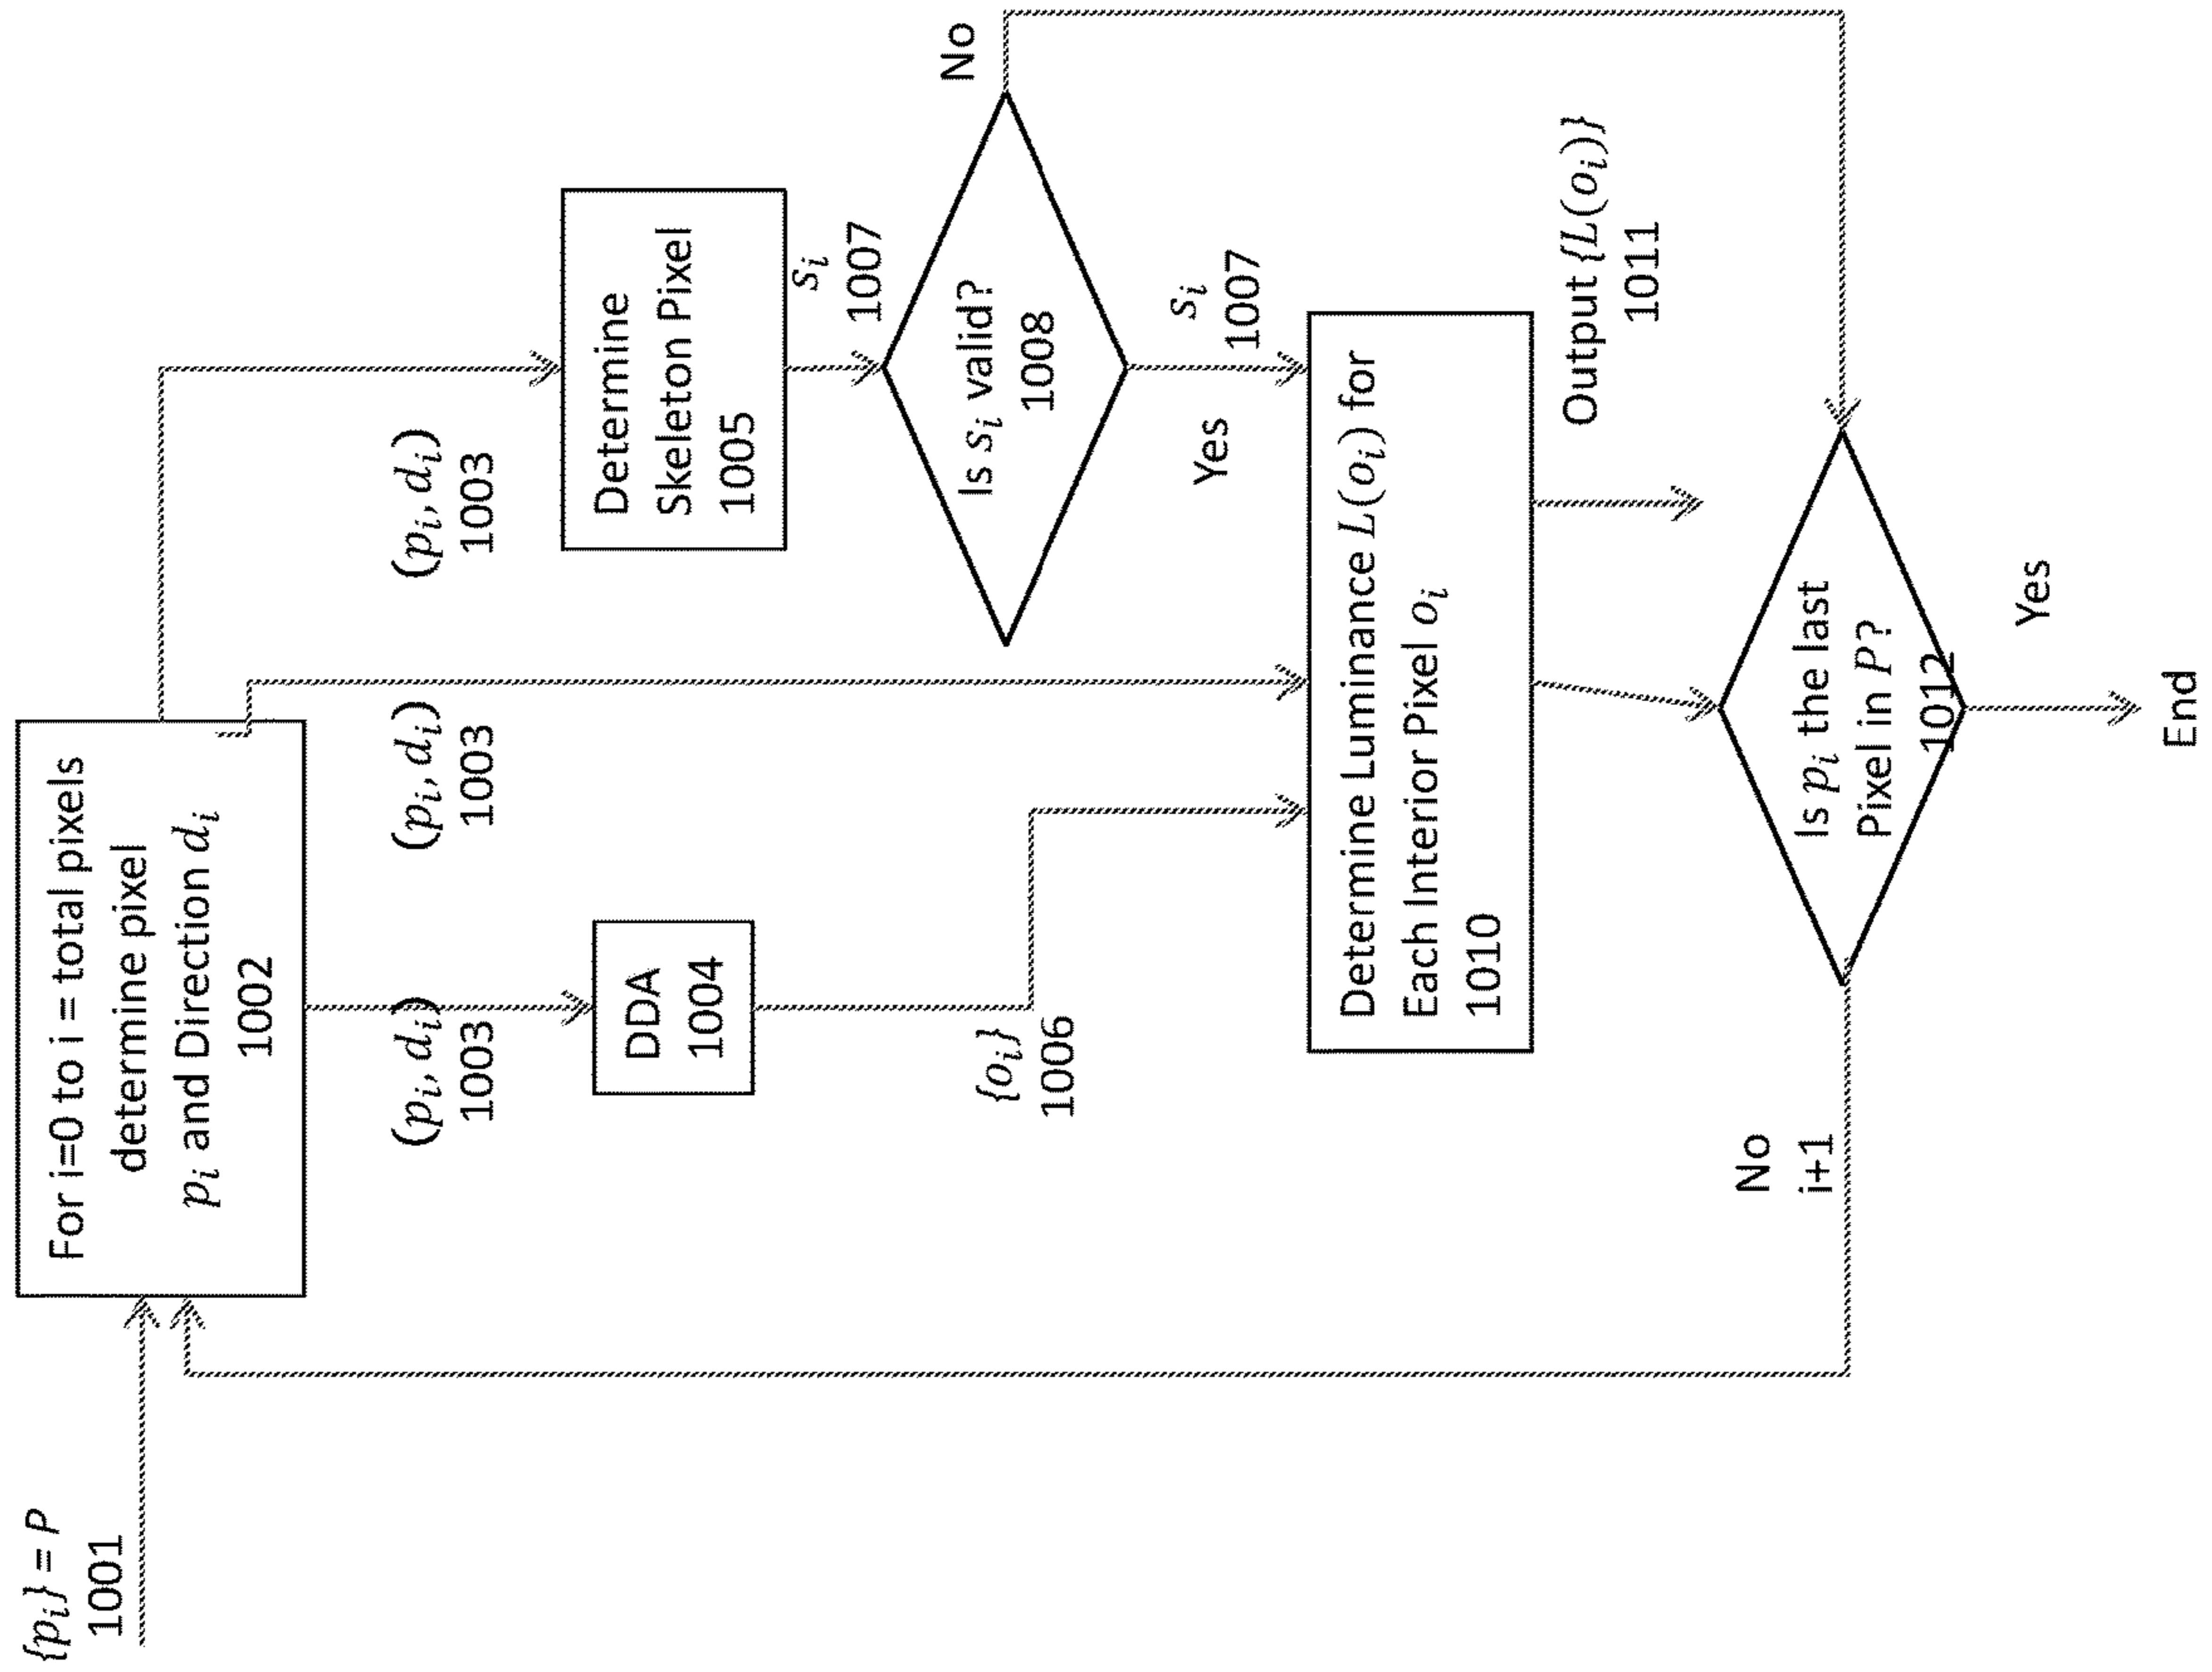 {pᵢ} = P
1001
For i=0 to i = total pixels
determine pixel
pᵢ and Direction dᵢ
1002
(pᵢ, dᵢ)
1003
(pᵢ, dᵢ)
1003
(pᵢ, dᵢ)
1003
DDA
1004
Determine
Skeleton Pixel
1005
sᵢ
1007
{oᵢ}
1006
Is sᵢ valid?
1008
No
Yes
sᵢ
1007
Determine Luminance L(oᵢ) for
Each Interior Pixel oᵢ
1010
Output {L(oᵢ)}
1011
No
i+1
Is pᵢ the last
Pixel in P?
1012
Yes
End